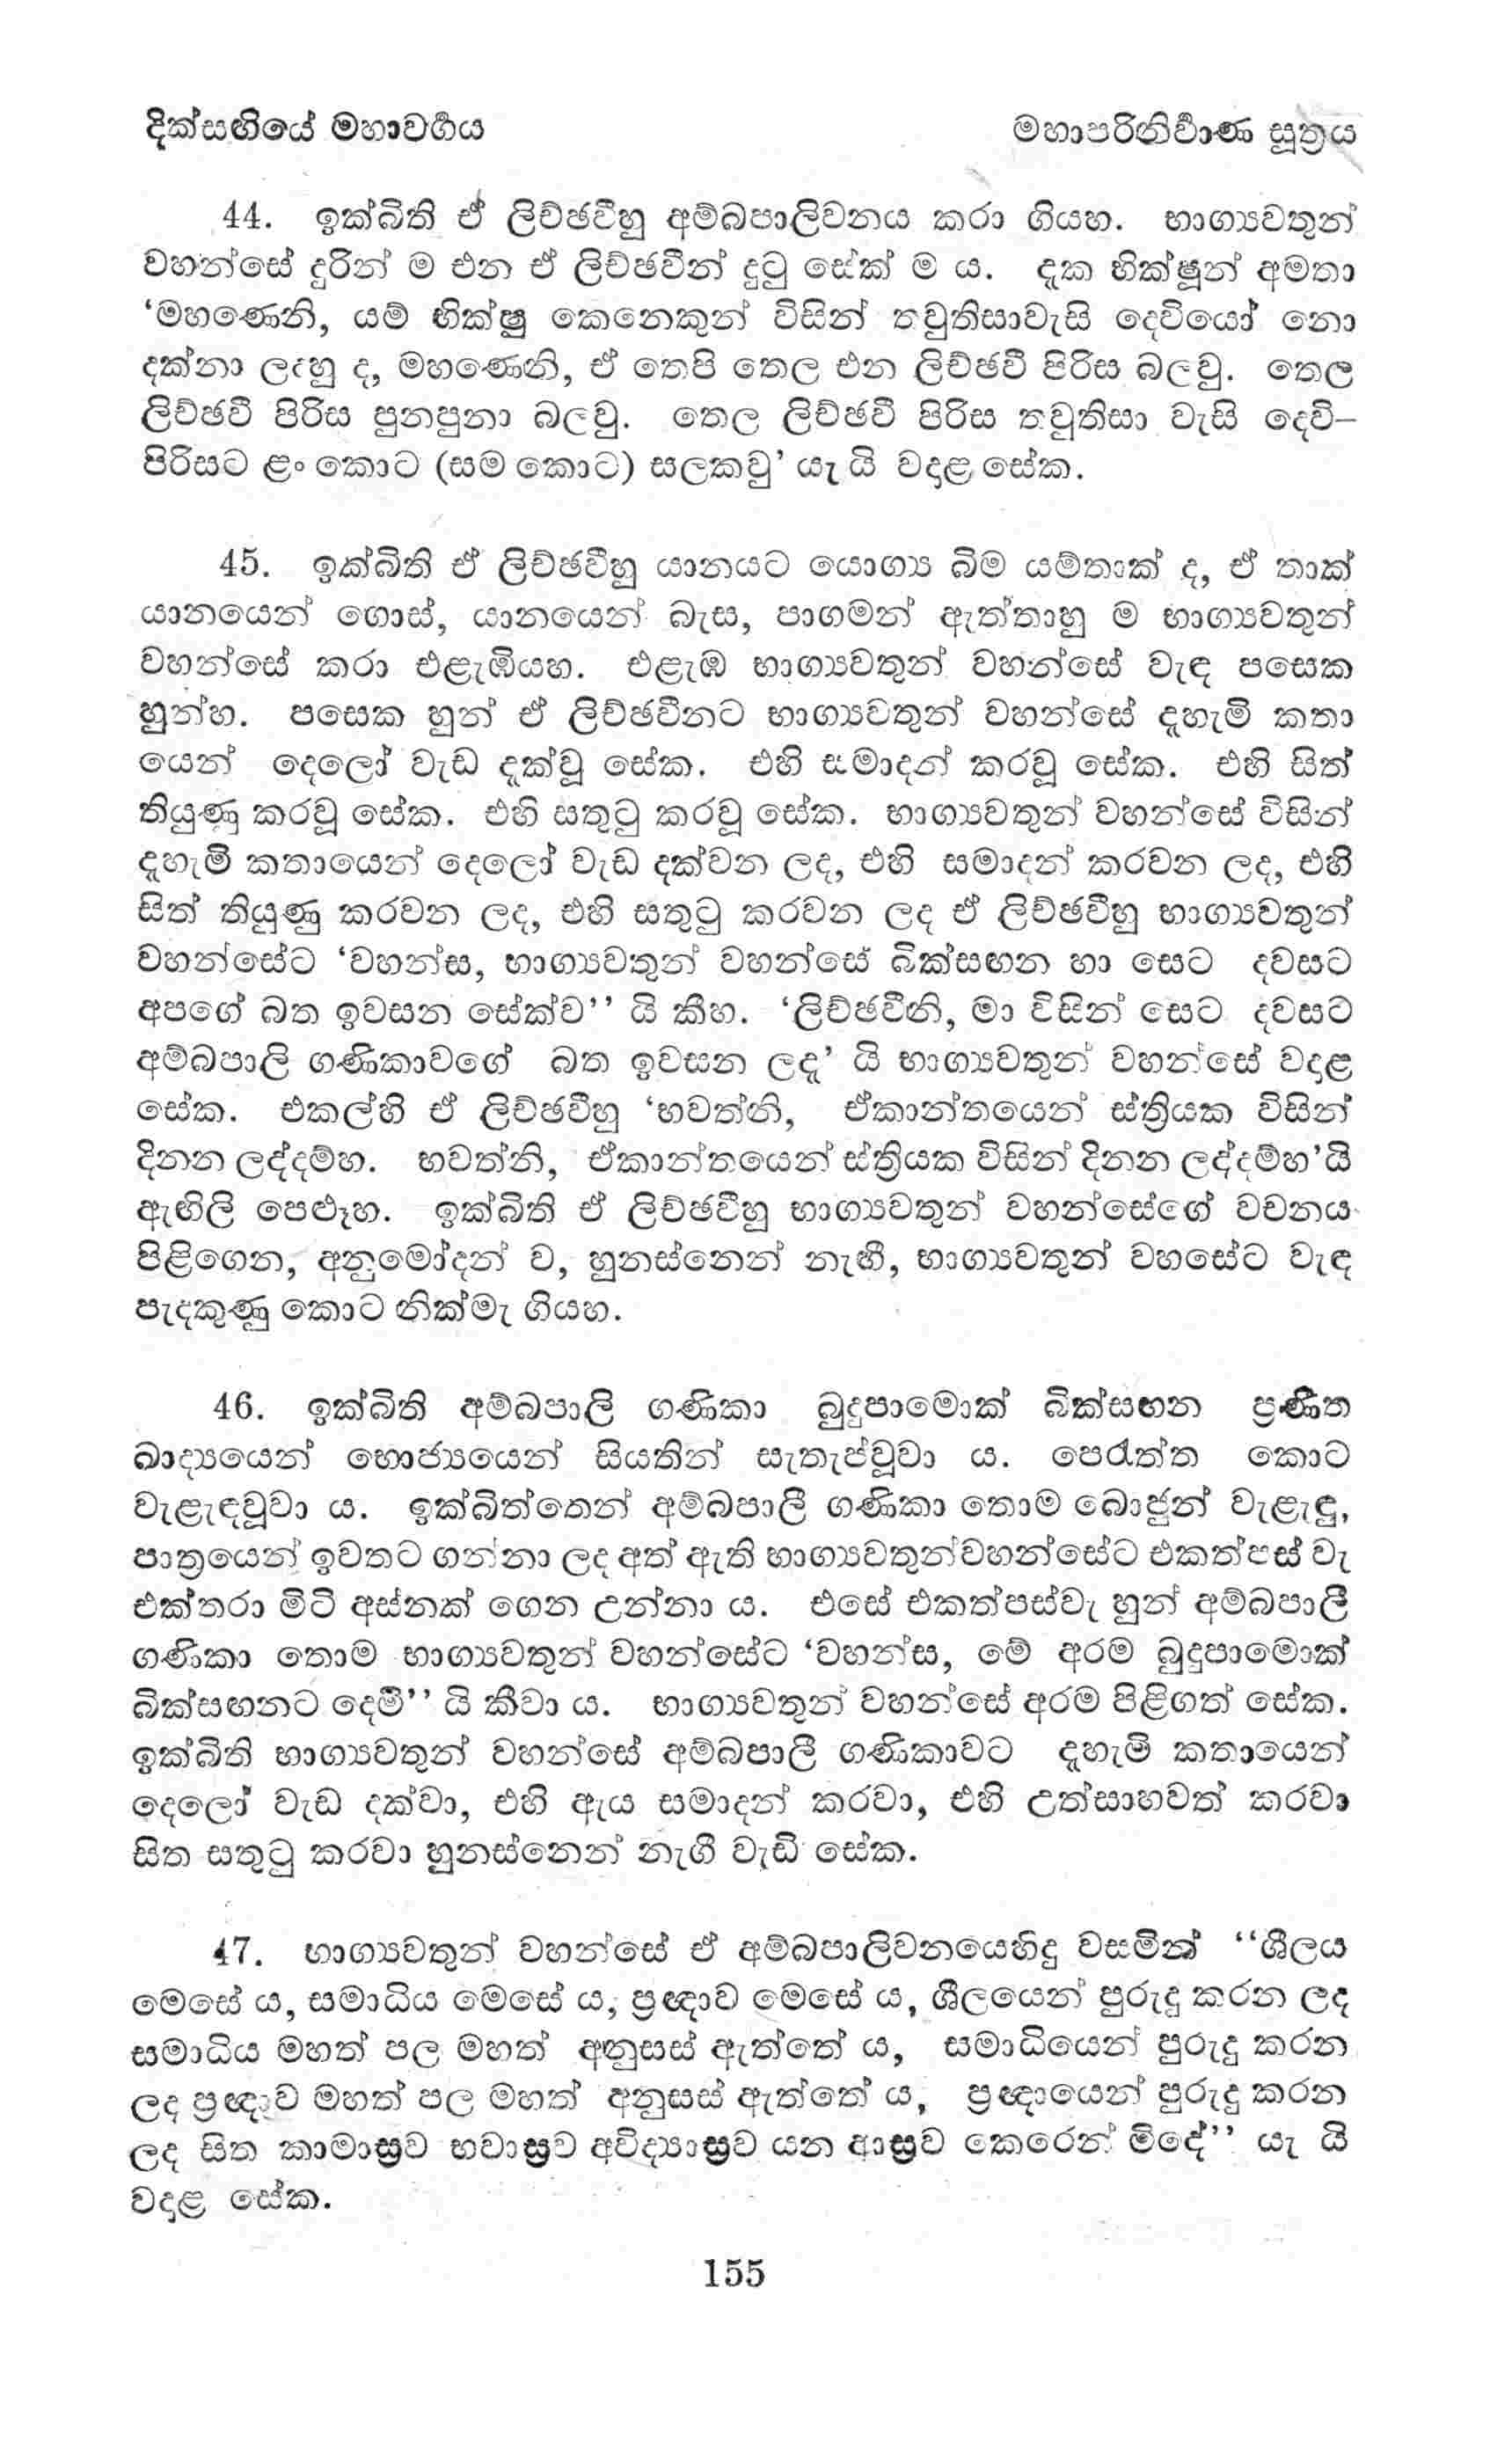 දික්සඟියේ මහාවර්‍ගය
මහාපරිනිර්‍වාණ සූත්‍රය
44. ඉක්බිති ඒ ලිච්ඡවීහු අම්බපාලිවනය කරා ගියහ. භාග්‍යවතුන්
වහන්සේ දුරින් ම එන ඒ ලිච්ඡවීන් දුටු සේක් ම ය. දැක භික්ෂූන් අමතා
‘මහණෙනි, යම් භික්ෂු කෙනෙකුන් විසින් තවුතිසාවැසි දෙවියෝ නො
දක්නා ලදහු ද, මහණෙනි, ඒ තෙපි තෙල එන ලිච්ඡවී පිරිස බලවු. තෙල
ලිච්ඡවී පිරිස පුනපුනා බලවු. තෙල ලිච්ඡවී පිරිස තවුතිසා වැසි දෙවි–
පිරිසට ළං කොට (සම කොට) සලකවු’ යැ යි වදාළ සේක.
45. ඉක්බිති ඒ ලිච්ඡවීහු යානයට යොග්‍ය බිම යම්තාක් ද, ඒ තාක්
යානයෙන් ගොස්, යානයෙන් බැස, පාගමන් ඇත්තාහු ම භාග්‍යවතුන්
වහන්සේ කරා එළැඹියහ. එළැඹ භාග්‍යවතුන් වහන්සේ වැඳ පසෙක
හුන්හ. පසෙක හුන් ඒ ලිච්ඡවීනට භාග්‍යවතුන් වහන්සේ දැහැමි කතා
යෙන් දෙලෝ වැඩ දැක්වූ සේක. එහි සමාදන් කරවූ සේක. එහි සිත්
තියුණු කරවූ සේක. එහි සතුටු කරවූ සේක. භාග්‍යවතුන් වහන්සේ විසින්
දැහැමි කතායෙන් දෙලෝ වැඩ දක්වන ලද, එහි සමාදන් කරවන ලද, එහි
සිත් තියුණු කරවන ලද, එහි සතුටු කරවන ලද ඒ ලිච්ඡවීහු භාග්‍යවතුන්
වහන්සේට ‘වහන්ස, භාග්‍යවතුන් වහන්සේ බික්සඟන හා සෙට දවසට
අපගේ බත ඉවසන සේක්ව’’ යි කීහ. ‘ලිච්ඡවීනි, මා විසින් සෙට දවසට
අම්බපාලි ගණිකාවගේ බත ඉවසන ලදැ’ යි භාග්‍යවතුන් වහන්සේ වදාළ
සේක. එකල්හි ඒ ලිච්ඡවීහු ‘භවත්නි, ඒකාන්තයෙන් ස්ත්‍රියක විසින්
දිනන ලද්දම්හ. භවත්නි, ඒකාන්තයෙන් ස්ත්‍රියක විසින් දිනන ලද්දම්හ’යි
ඇඟිලි පෙළූහ. ඉක්බිති ඒ ලිච්ඡවීහු භාග්‍යවතුන් වහන්සේගේ වචනය
පිළිගෙන, අනුමෝදන් ව, හුනස්නෙන් නැඟී, භාග්‍යවතුන් වහසේට වැඳ
පැදකුණු කොට නික්මැ ගියහ.
46. ඉක්බිති අම්බපාලි ගණිකා බුදුපාමොක් බික්සඟන ප්‍රණීත
ඛාද්‍යයෙන් භොජ්‍යයෙන් සියතින් සැතැප්වූවා ය. පෙරැත්ත කොට
වැළැඳවූවා ය. ඉක්බිත්තෙන් අම්බපාලී ගණිකා තොම බොජුන් වැළැඳූ,
පාත්‍රයෙන් ඉවතට ගන්නා ලද අත් ඇති භාග්‍යවතුන්වහන්සේට එකත්පස් වැ
එක්තරා මිටි අස්නක් ගෙන උන්නා ය. එසේ එකත්පස්වැ හුන් අම්බපාලී
ගණිකා තොම භාග්‍යවතුන් වහන්සේට ‘වහන්ස, මේ අරම බුදුපාමොක්
බික්සඟනට දෙමි’’ යි කීවා ය. භාග්‍යවතුන් වහන්සේ අරම පිළිගත් සේක.
ඉක්බිති භාග්‍යවතුන් වහන්සේ අම්බපාලී ගණිකාවට දැහැමි කතායෙන්
දෙලෝ වැඩ දක්වා, එහි ඇය සමාදන් කරවා, එහි උත්සාහවත් කරවා
සිත සතුටු කරවා හුනස්නෙන් නැගී වැඩි සේක.
47. භාග්‍යවතුන් වහන්සේ ඒ අම්බපාලිවනයෙහිදු වසමින් ‘‘ශීලය
මෙසේ ය, සමාධිය මෙසේ ය, ප්‍රඥාව මෙසේ ය, ශීලයෙන් පුරුදු කරන ලද
සමාධිය මහත් පල මහත් අනුසස් ඇත්තේ ය, සමාධියෙන් පුරුදු කරන
ලද ප්‍රඥාව මහත් පල මහත් අනුසස් ඇත්තේ ය, ප්‍රඥායෙන් පුරුදු කරන
ලද සිත කාමාස්‍රව භවාස්‍රව අවිද්‍යාස්‍රව යන ආස්‍රව කෙරෙන් මිදේ’’ යැ යි
වදාළ සේක.
155